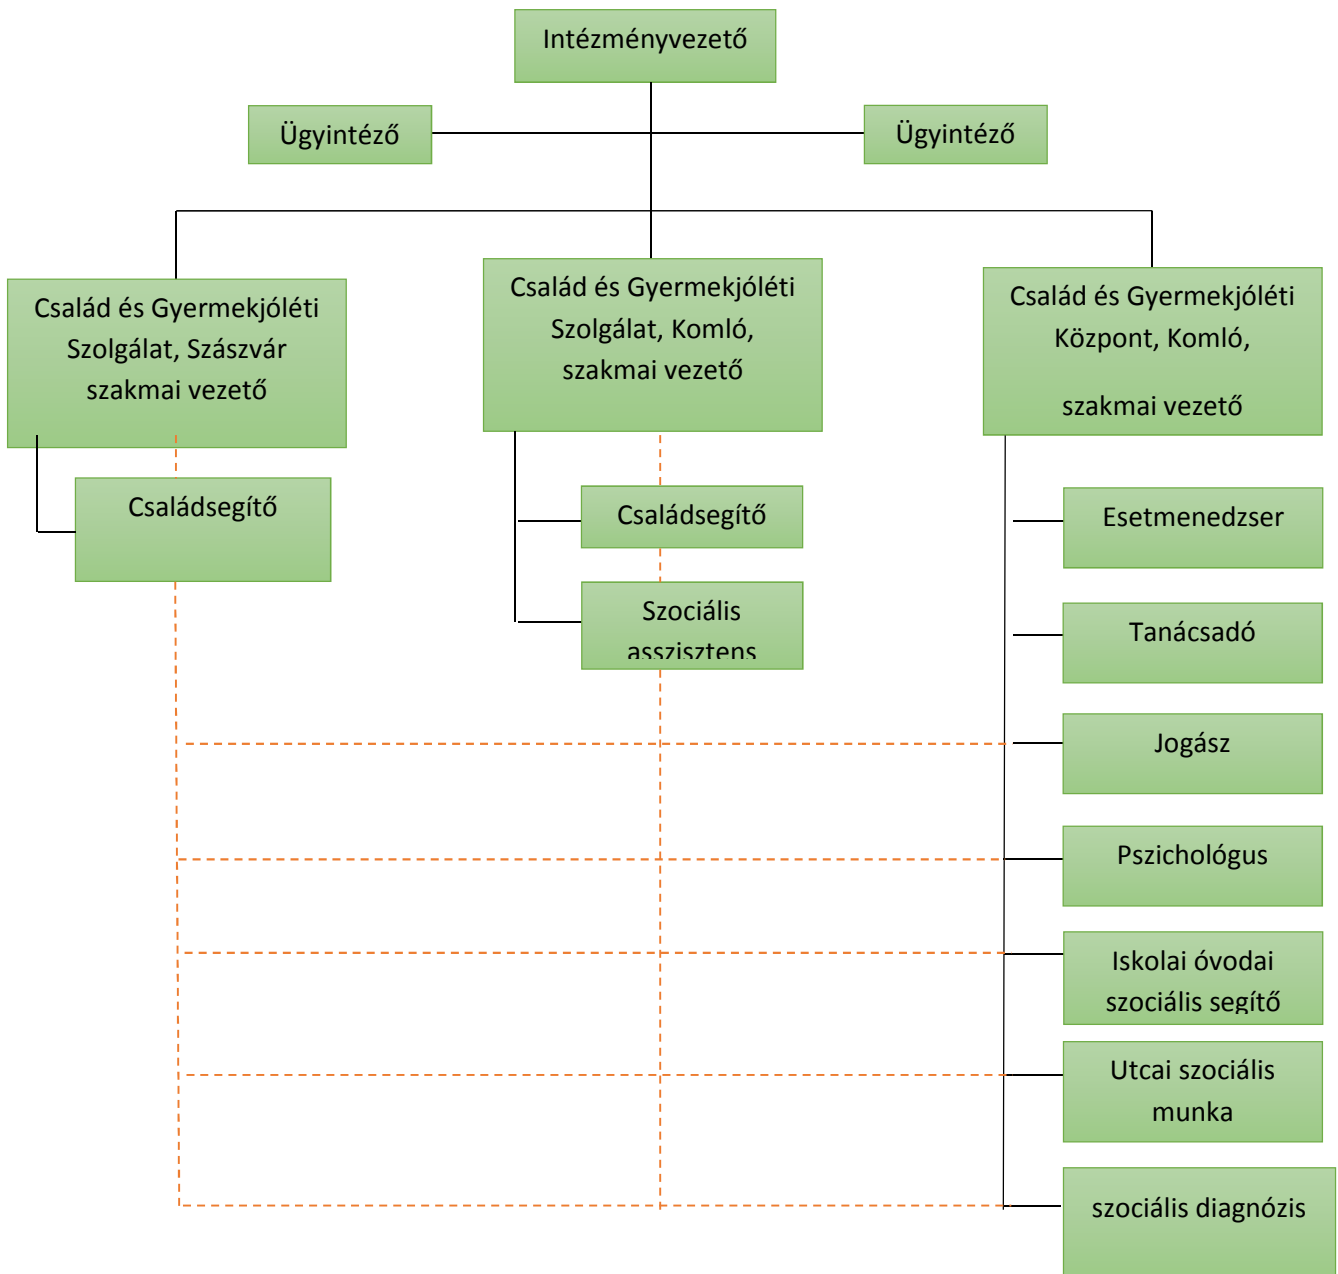 Intézményvezető
Ügyintéző
Ügyintéző
Család és Gyermekjóléti
Szolgálat, Szászvár
szakmai vezető
Család és Gyermekjóléti
Szolgálat, Komló,
szakmai vezető
Család és Gyermekjóléti
Központ, Komló,
szakmai vezető
Családsegítő
Családsegítő
Szociális
asszisztens
Esetmenedzser
Tanácsadó
Jogász
Pszichológus
Iskolai óvodai
szociális segítő
Utcai szociális
munka
szociális diagnózis